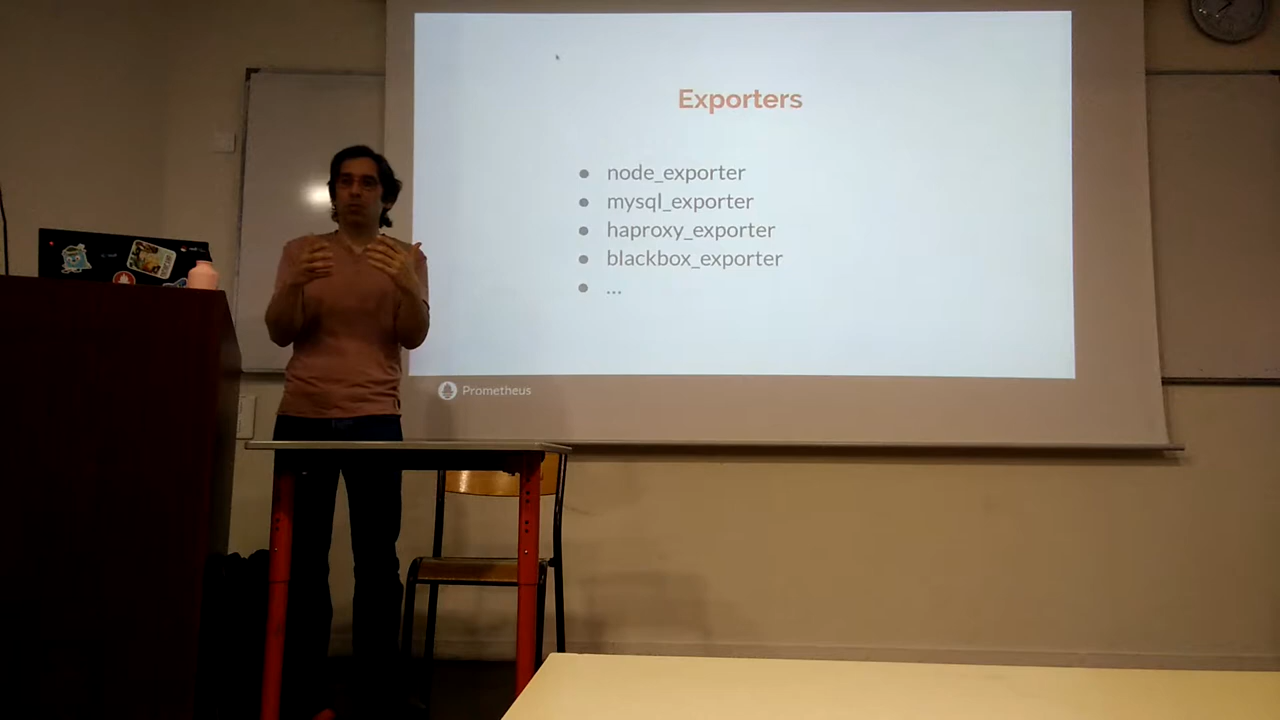 Exporters
● node_exporter
● mysql_exporter
● haproxy_exporter
● blackbox_exporter
● ...
Prometheus